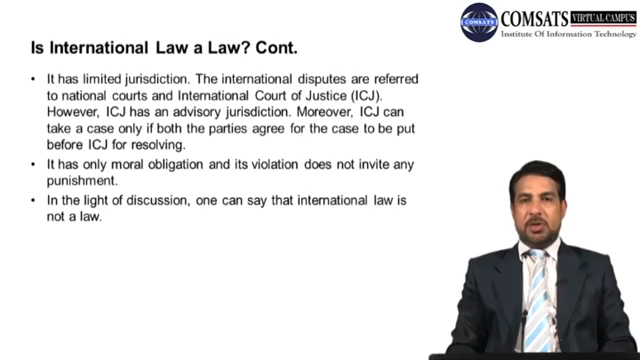 COMSATS VIRTUAL CAMPUS
Institute Of Information Technology
COMSATS
Is International Law a Law? Cont.
• It has limited jurisdiction. The international disputes are referred
to national courts and International Court of Justice (ICJ).
However, ICJ has an advisory jurisdiction. Moreover, ICJ can
take a case only if both the parties agree for the case to be put
before ICJ for resolving.
• It has only moral obligation and its violation does not invite any
punishment.
• In the light of discussion, one can say that international law is
not a law.